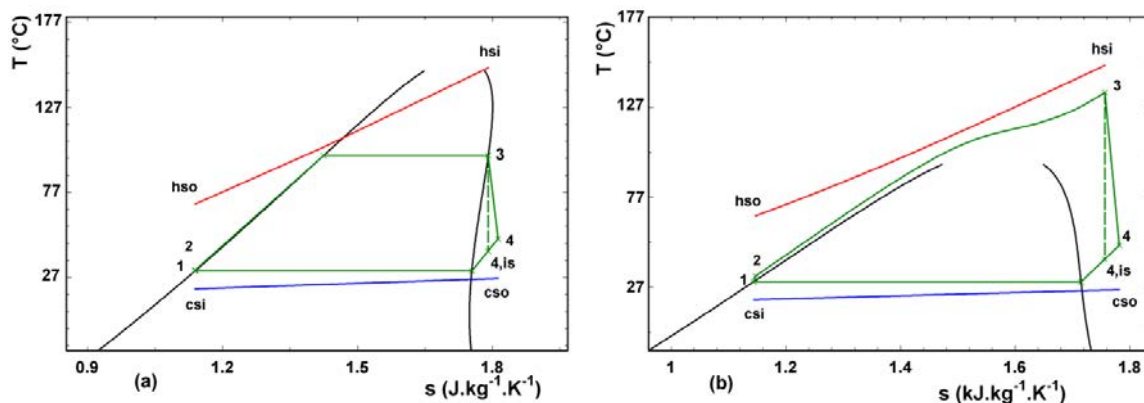 177
T (°C)
hsi
127
3
hso
77
2
1
4
4,is
27
csi
cso
0.9
1.2
1.5
1.8
(a)
s (J.kg⁻¹.K⁻¹)
177
T (°C)
hsi
3
127
hso
77
2
1
4
4,is
27
csi
cso
1
1.2
1.4
1.6
1.8
(b)
s (kJ.kg⁻¹.K⁻¹)